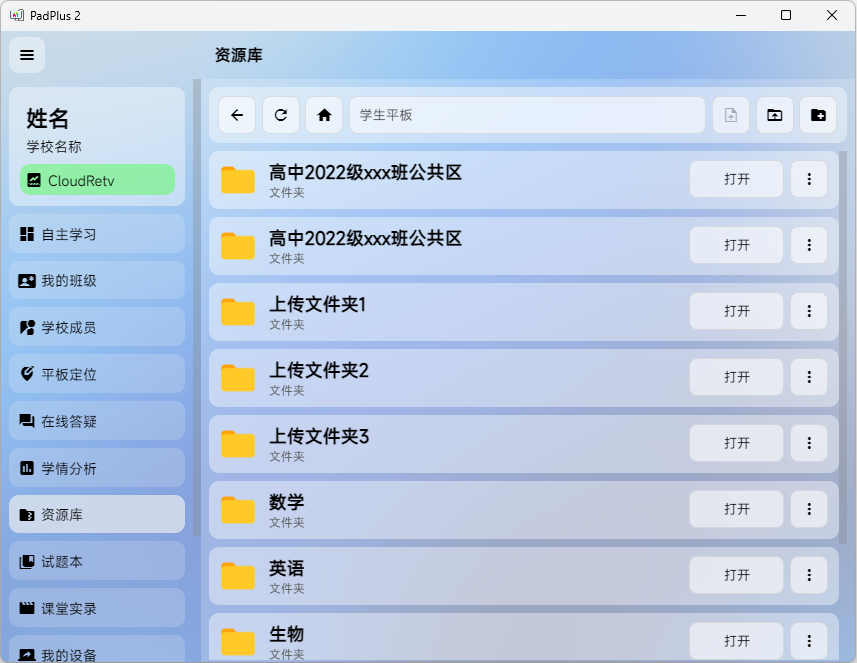 PadPlus 2
资源库
姓名
学校名称
CloudRetv
自主学习
我的班级
学校成员
平板定位
在线答疑
学情分析
资源库
试题本
课堂实录
我的设备
学生平板
高中2022级xxx班公共区
文件夹
打开
高中2022级xxx班公共区
文件夹
打开
上传文件夹1
文件夹
打开
上传文件夹2
文件夹
打开
上传文件夹3
文件夹
打开
数学
文件夹
打开
英语
文件夹
打开
生物
文件夹
打开